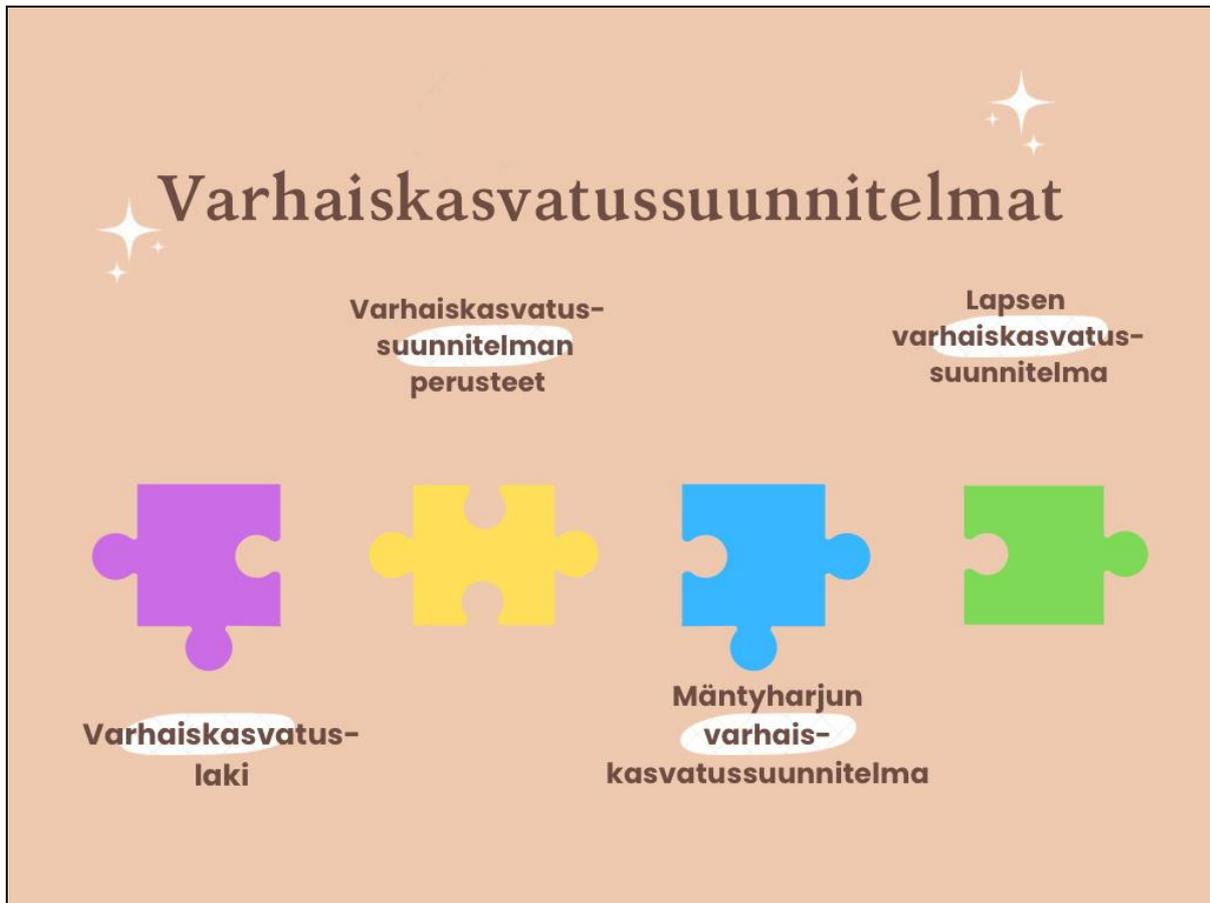 Varhaiskasvatussuunnitelmat
Varhaiskasvatus-
suunnitelman
perusteet
Lapsen
varhaiskasvatus-
suunnitelma
Varhaiskasvatus-
laki
Mäntyharjun
varhais-
kasvatussuunnitelma